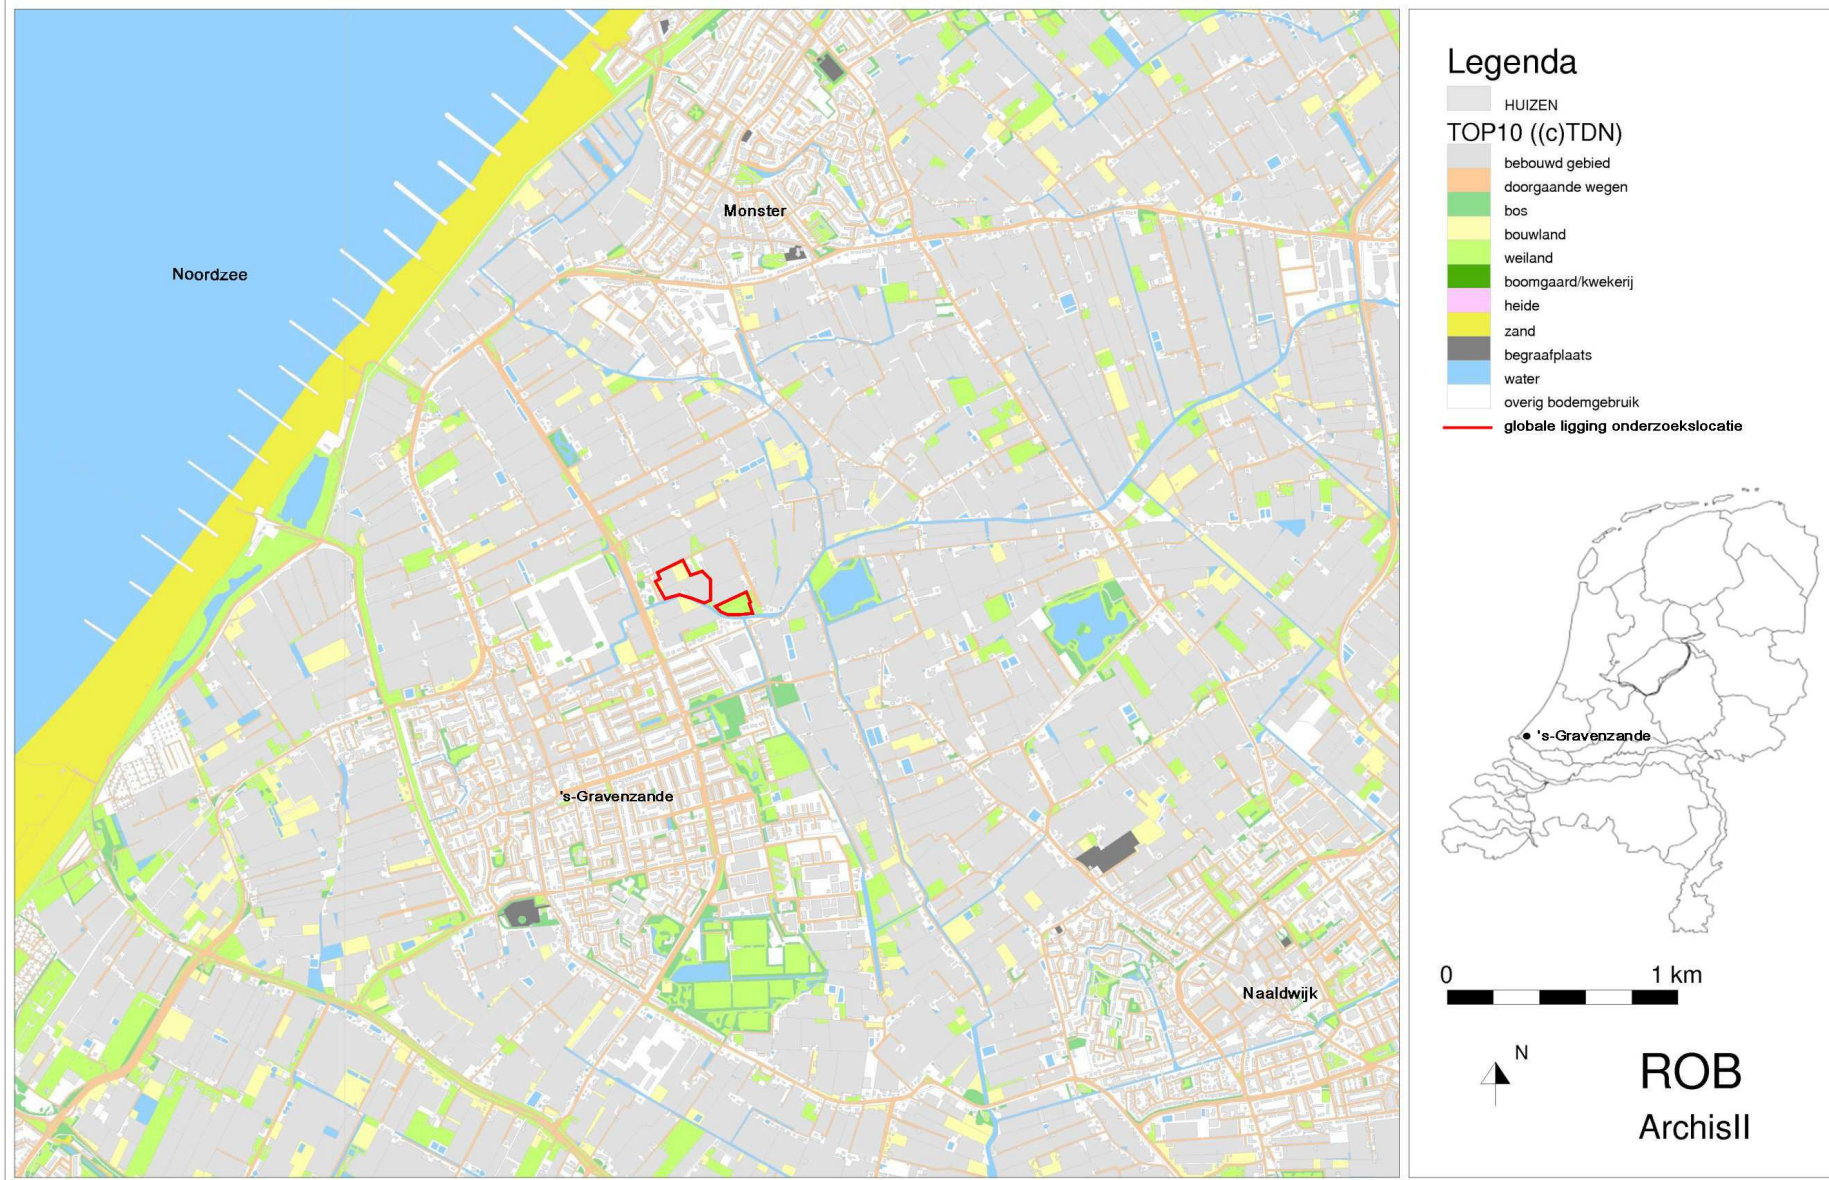 Monster
Noordzee
's-Gravenzande
Naaldwijk
Legenda
HUIZEN
TOP10 ((c)TDN)
bebouwd gebied
doorgaande wegen
bos
bouwland
weiland
boomgaard/kwekerij
heide
zand
begraafplaats
water
overig bodemgebruik
globale ligging onderzoekslocatie
's-Gravenzande
0 1 km
N
ROB
ArchisII